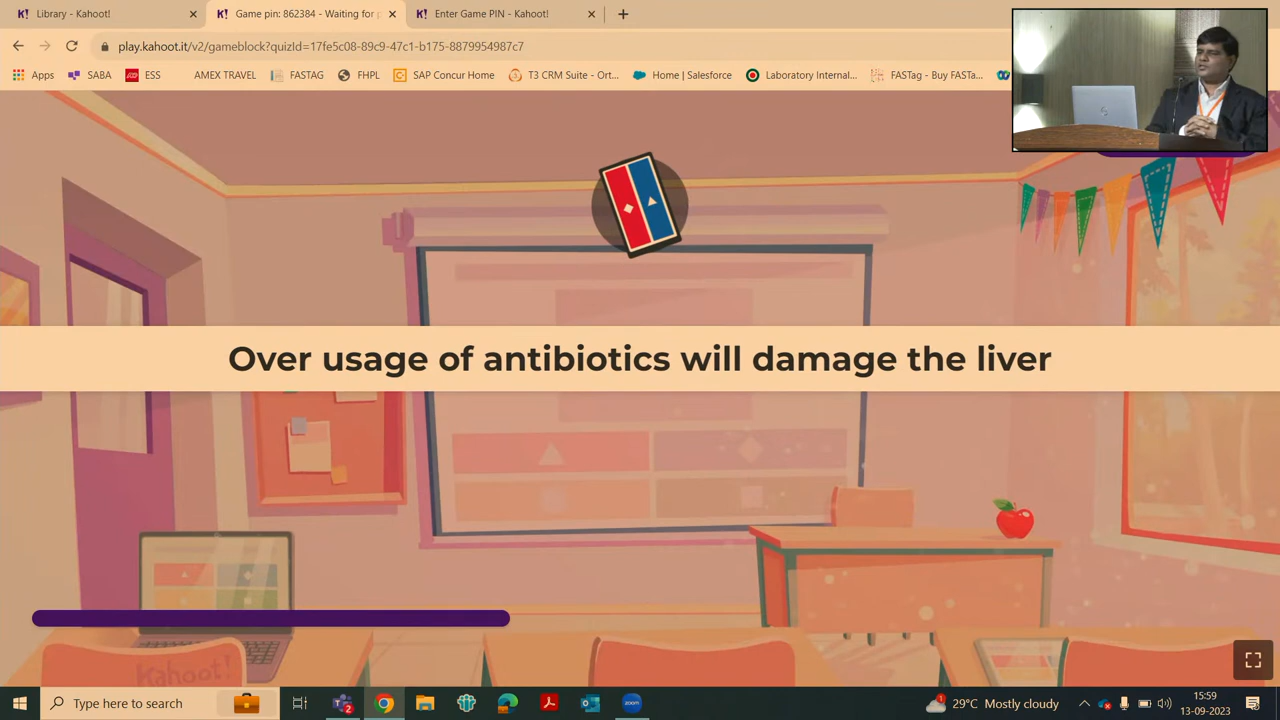 Library - Kahoot!
Game pin: 862384 - Waiting for p
Enter Game PIN - Kahoot!
play.kahoot.it/v2/gameblock?quizId=17fe5c08-89c9-47c1-b175-8879954987c7
Apps
SABA
ESS
AMEX TRAVEL
FASTAG
FHPL
SAP Concur Home
T3 CRM Suite - Ort...
Home | Salesforce
Laboratory Internal...
FASTag - Buy FASTa...
Over usage of antibiotics will damage the liver
Kahoot!
Type here to search
2
zoom
29°C Mostly cloudy
1
15:59
13-09-2023